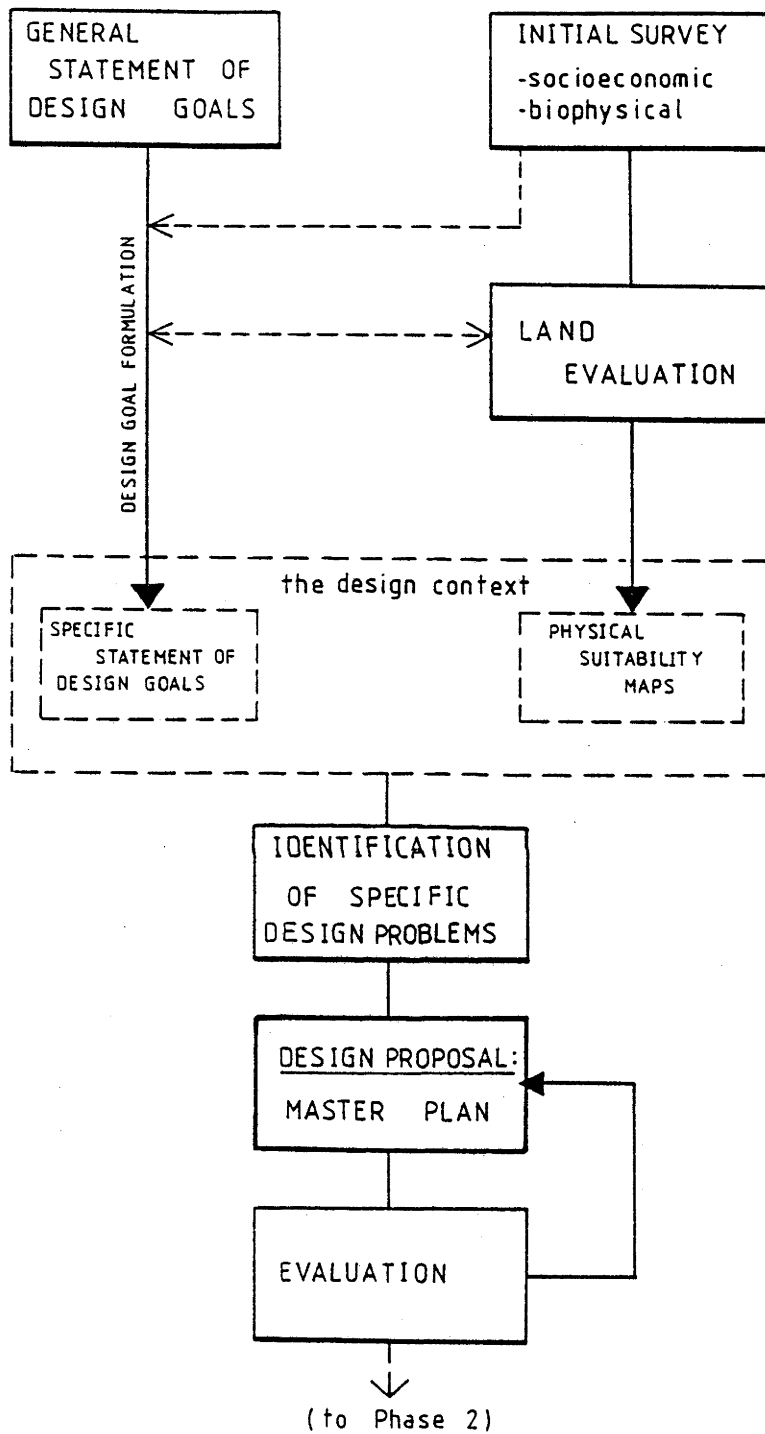 GENERAL
STATEMENT OF
DESIGN GOALS
INITIAL SURVEY
-socioeconomic
-biophysical
DESIGN GOAL FORMULATION
LAND
EVALUATION
the design context
SPECIFIC
STATEMENT OF
DESIGN GOALS
PHYSICAL
SUITABILITY
MAPS
IDENTIFICATION
OF SPECIFIC
DESIGN PROBLEMS
DESIGN PROPOSAL:
MASTER PLAN
EVALUATION
(to Phase 2)